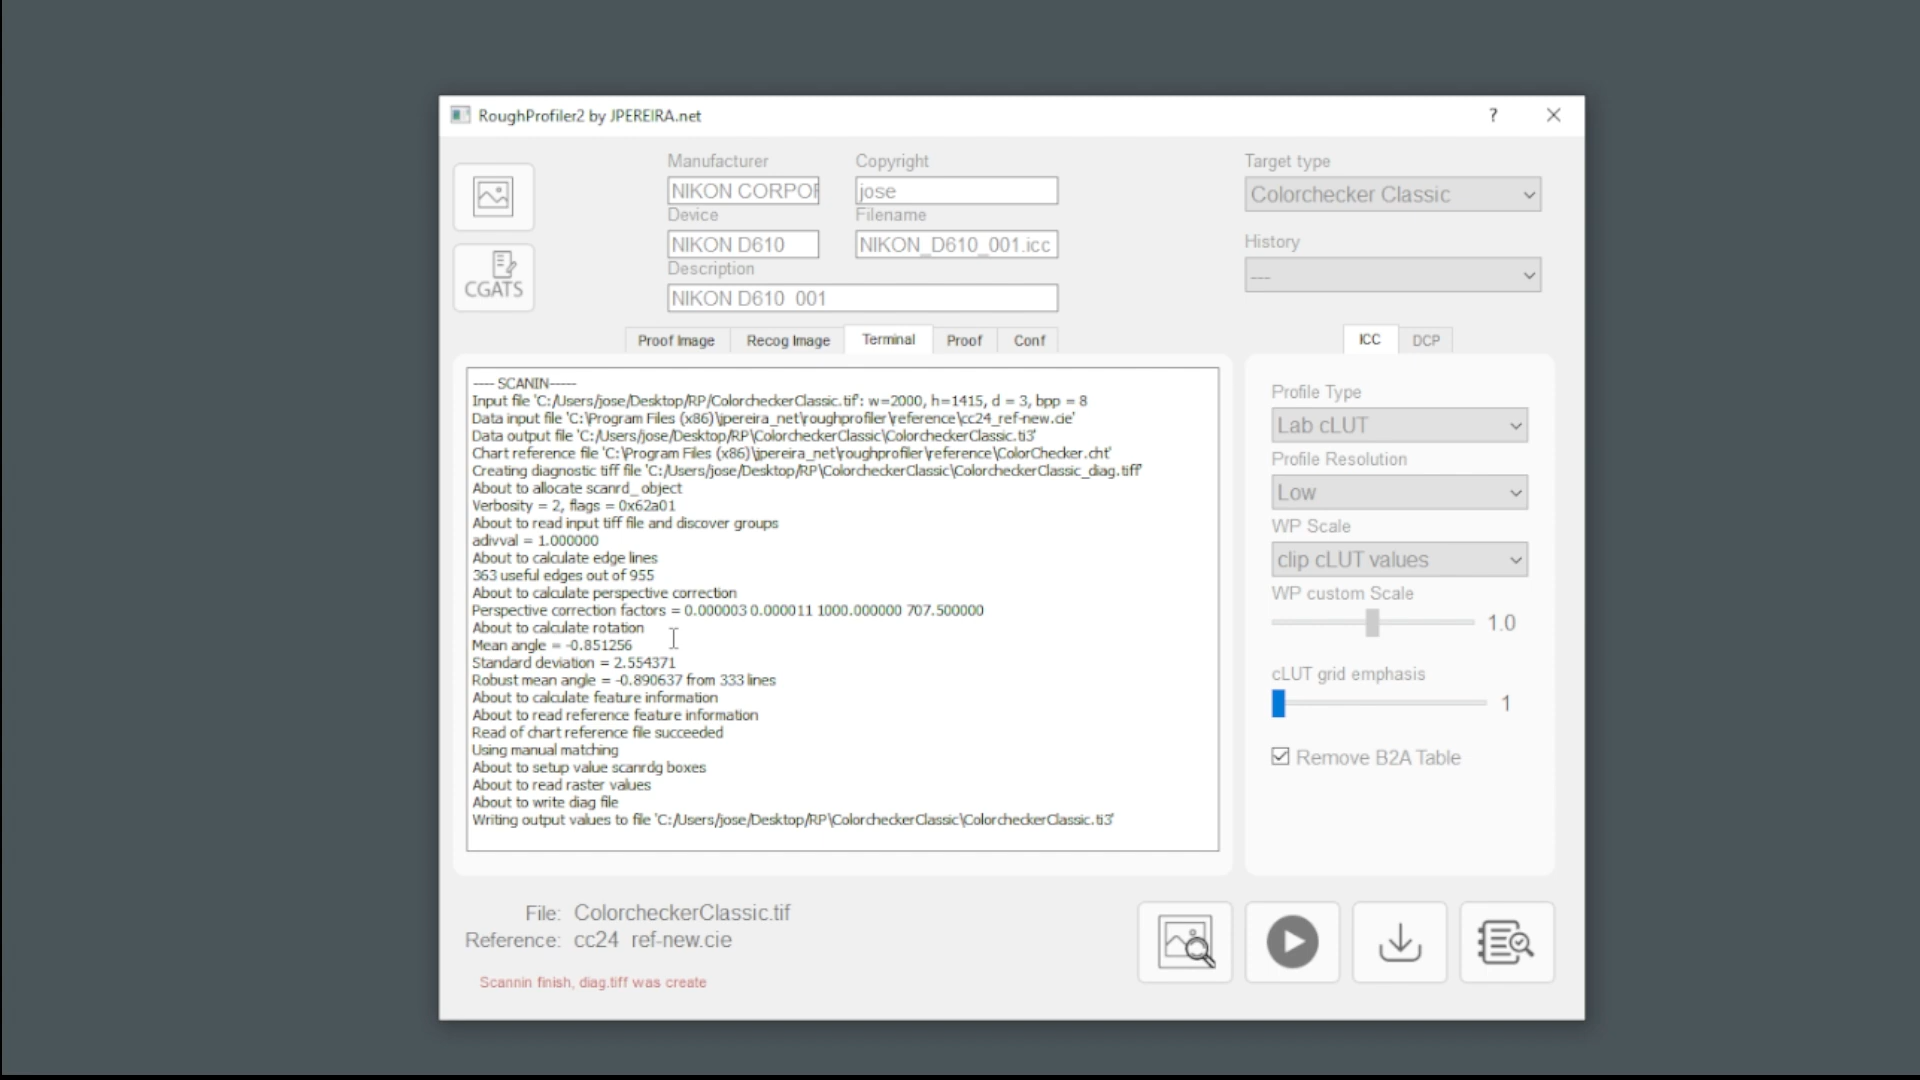 RoughProfiler2 by JPEREIRA.net
?
Manufacturer
Copyright
Target type
NIKON CORPOR
jose
Colorchecker Classic
Device
Filename
NIKON D610
NIKON_D610_001.icc
History
---
CGATS
Description
NIKON D610 001
Proof Image
Recog Image
Terminal
Proof
Conf
ICC
DCP
---- SCANIN-----
Input file 'C:/Users/jose/Desktop/RP/ColorcheckerClassic.tif': w=2000, h=1415, d = 3, bpp = 8
Data input file 'C:\Program Files (x86)\jpereira_net\roughprofiler\reference\cc24_ref-new.cie'
Data output file 'C:/Users/jose/Desktop/RP\ColorcheckerClassic\ColorcheckerClassic.ti3'
Chart reference file 'C:\Program Files (x86)\jpereira_net\roughprofiler\reference\ColorChecker.cht'
Creating diagnostic tiff file 'C:/Users/jose/Desktop/RP\ColorcheckerClassic\ColorcheckerClassic_diag.tiff'
About to allocate scanrd_ object
Verbosity = 2, flags = 0x62a01
About to read input tiff file and discover groups
adivval = 1.000000
About to calculate edge lines
363 useful edges out of 955
About to calculate perspective correction
Perspective correction factors = 0.000003 0.000011 1000.000000 707.500000
About to calculate rotation
Mean angle = -0.851256
Standard deviation = 2.554371
Robust mean angle = -0.890637 from 333 lines
About to calculate feature information
About to read reference feature information
Read of chart reference file succeeded
Using manual matching
About to setup value scanrdg boxes
About to read raster values
About to write diag file
Writing output values to file 'C:/Users/jose/Desktop/RP\ColorcheckerClassic\ColorcheckerClassic.ti3'
Profile Type
Lab cLUT
Profile Resolution
Low
WP Scale
clip cLUT values
WP custom Scale
1.0
cLUT grid emphasis
1
Remove B2A Table
File: ColorcheckerClassic.tif
Reference: cc24 ref-new.cie
Scannin finish, diag.tiff was create